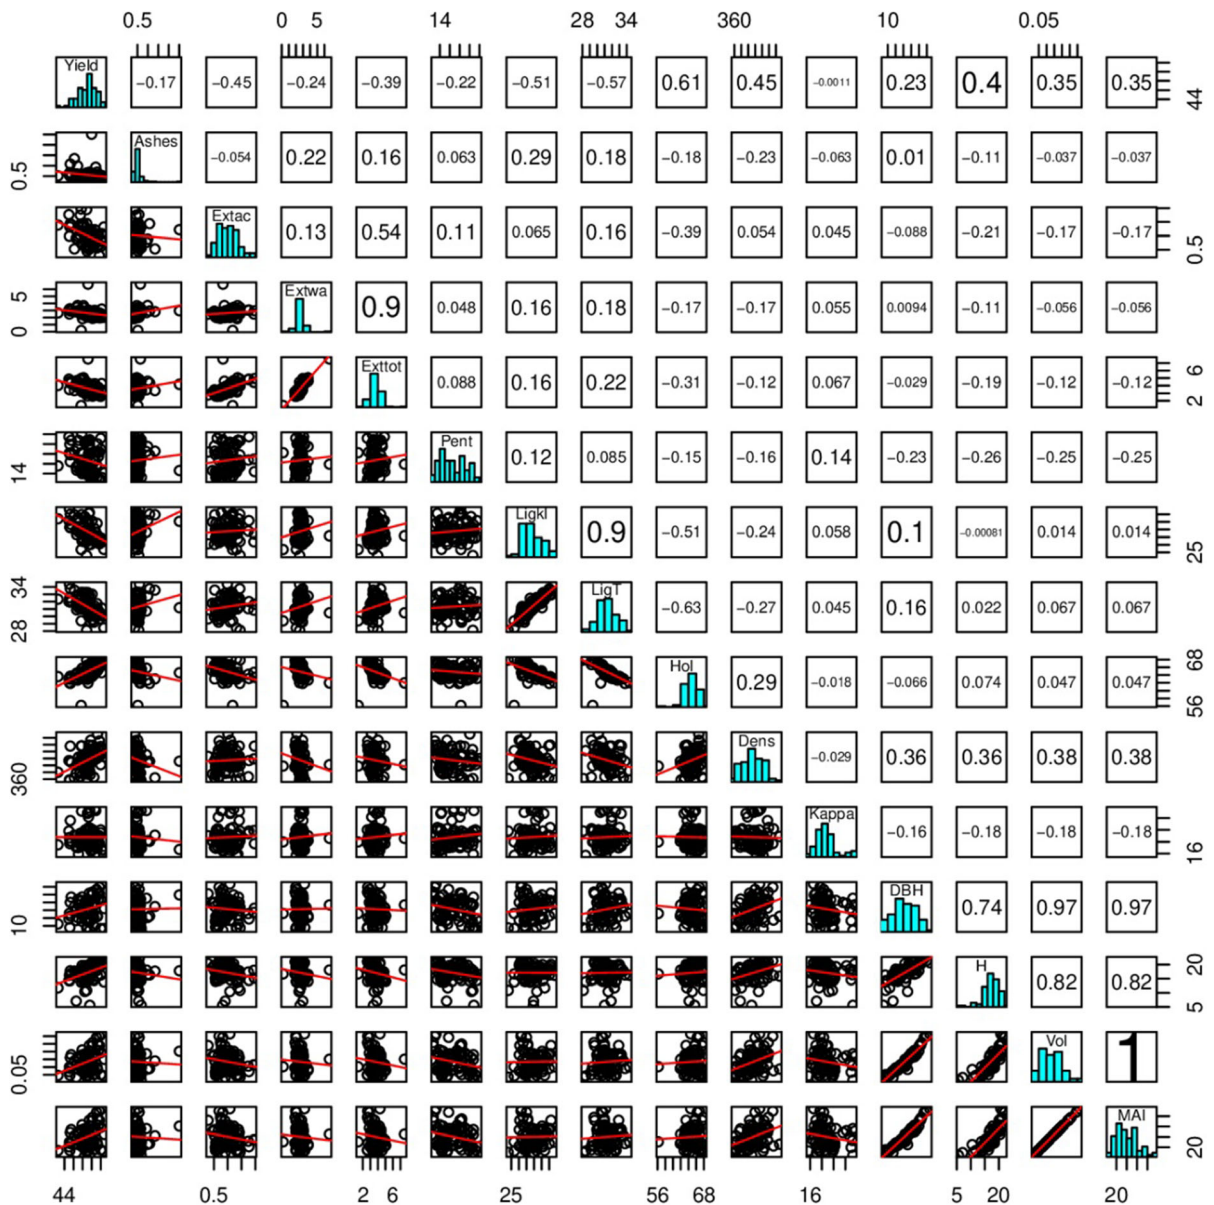 0.5 0 5 14 28 34 360 10 0.05
Yield −0.17 −0.45 −0.24 −0.39 −0.22 −0.51 −0.57 0.61 0.45 −0.0011 0.23 0.4 0.35 0.35 44
0.5 Ashes −0.054 0.22 0.16 0.063 0.29 0.18 −0.18 −0.23 −0.063 0.01 −0.11 −0.037 −0.037
Extac 0.13 0.54 0.11 0.065 0.16 −0.39 0.054 0.045 −0.088 −0.21 −0.17 −0.17 0.5
0 5 Extwa 0.9 0.048 0.16 0.18 −0.17 −0.17 0.055 0.0094 −0.11 −0.056 −0.056
Exttot 0.088 0.16 0.22 −0.31 −0.12 0.067 −0.029 −0.19 −0.12 −0.12 2 6
14 Pent 0.12 0.085 −0.15 −0.16 0.14 −0.23 −0.26 −0.25 −0.25
Ligkl 0.9 −0.51 −0.24 0.058 0.1 −0.00081 0.014 0.014 25
28 34 LigT −0.63 −0.27 0.045 0.16 0.022 0.067 0.067
Hol 0.29 −0.018 −0.066 0.074 0.047 0.047 56 68
360 Dens −0.029 0.36 0.36 0.38 0.38
Kappa −0.16 −0.18 −0.18 −0.18 16
10 DBH 0.74 0.97 0.97
H 0.82 0.82 5 20
0.05 Vol 1
MAI 20
44 0.5 2 6 25 56 68 16 5 20 20